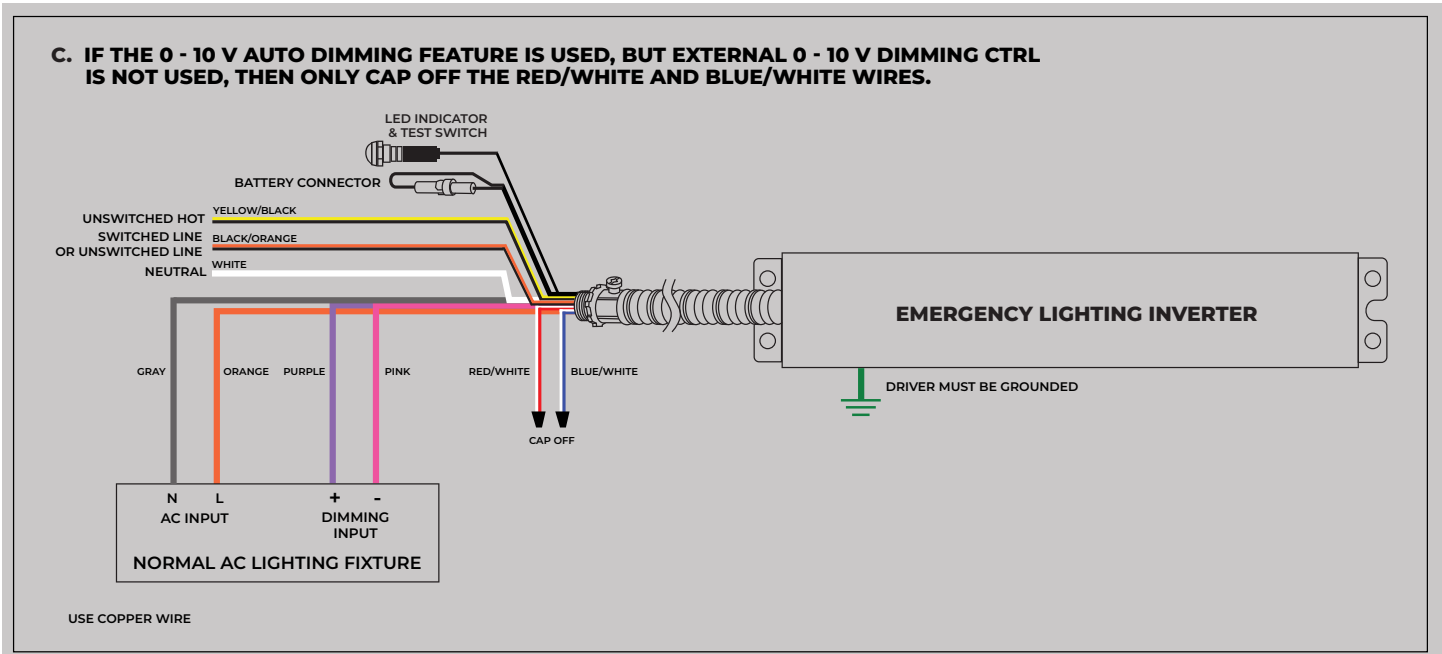 C. IF THE 0 - 10 V AUTO DIMMING FEATURE IS USED, BUT EXTERNAL 0 - 10 V DIMMING CTRL
IS NOT USED, THEN ONLY CAP OFF THE RED/WHITE AND BLUE/WHITE WIRES.
LED INDICATOR
& TEST SWITCH
BATTERY CONNECTOR
UNSWITCHED HOT
YELLOW/BLACK
SWITCHED LINE
OR UNSWITCHED LINE
BLACK/ORANGE
NEUTRAL
WHITE
EMERGENCY LIGHTING INVERTER
GRAY
ORANGE
PURPLE
PINK
RED/WHITE
BLUE/WHITE
DRIVER MUST BE GROUNDED
CAP OFF
N L + -
AC INPUT
DIMMING
INPUT
NORMAL AC LIGHTING FIXTURE
USE COPPER WIRE